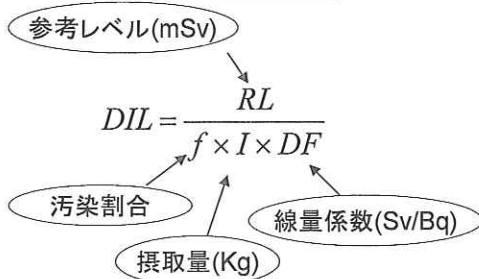 参考レベル(mSv)
DIL = RL / f × I × DF
汚染割合
線量係数(Sv/Bq)
摂取量(Kg)